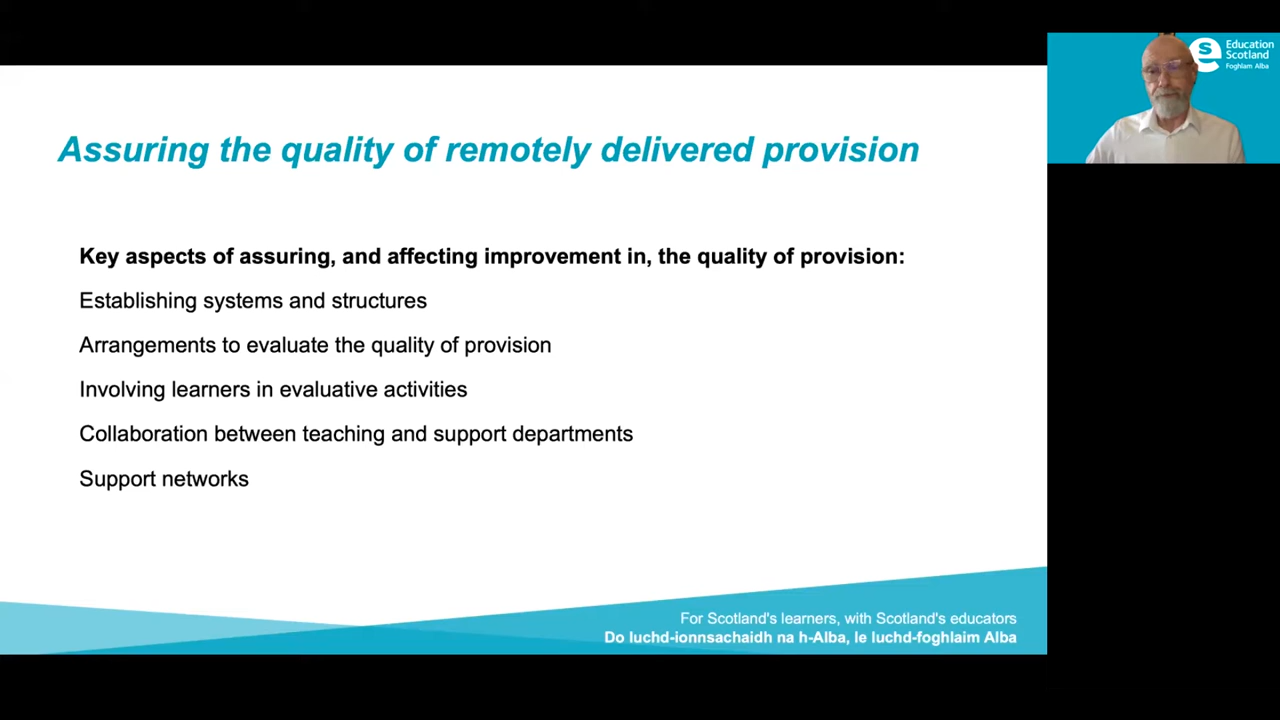 Assuring the quality of remotely delivered provision
Key aspects of assuring, and affecting improvement in, the quality of provision:
Establishing systems and structures
Arrangements to evaluate the quality of provision
Involving learners in evaluative activities
Collaboration between teaching and support departments
Support networks
For Scotland's learners, with Scotland's educators
Do luchd-ionnsachaidh na h-Alba, le luchd-foghlaim Alba
Education
Scotland
Foghlam Alba